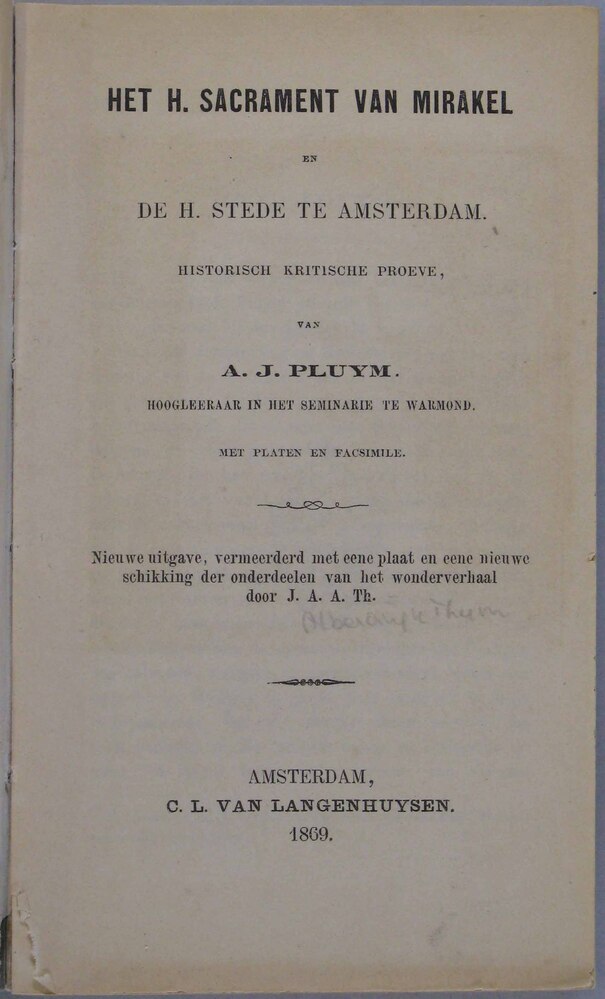 HET H. SACRAMENT VAN MIRAKEL
EN
DE H. STEDE TE AMSTERDAM.
HISTORISCH KRITISCHE PROEVE,
VAN
A. J. PLUYM.
HOOGLEERAAR IN HET SEMINARIE TE WARMOND.
MET PLATEN EN FACSIMILE.
Nieuwe uitgave, vermeerderd met eene plaat en eene nieuwe
schikking der onderdeelen van het wonderverhaal
door J. A. A. Th.
Alberdingk Thym
AMSTERDAM,
C. L. VAN LANGENHUYSEN.
1869.